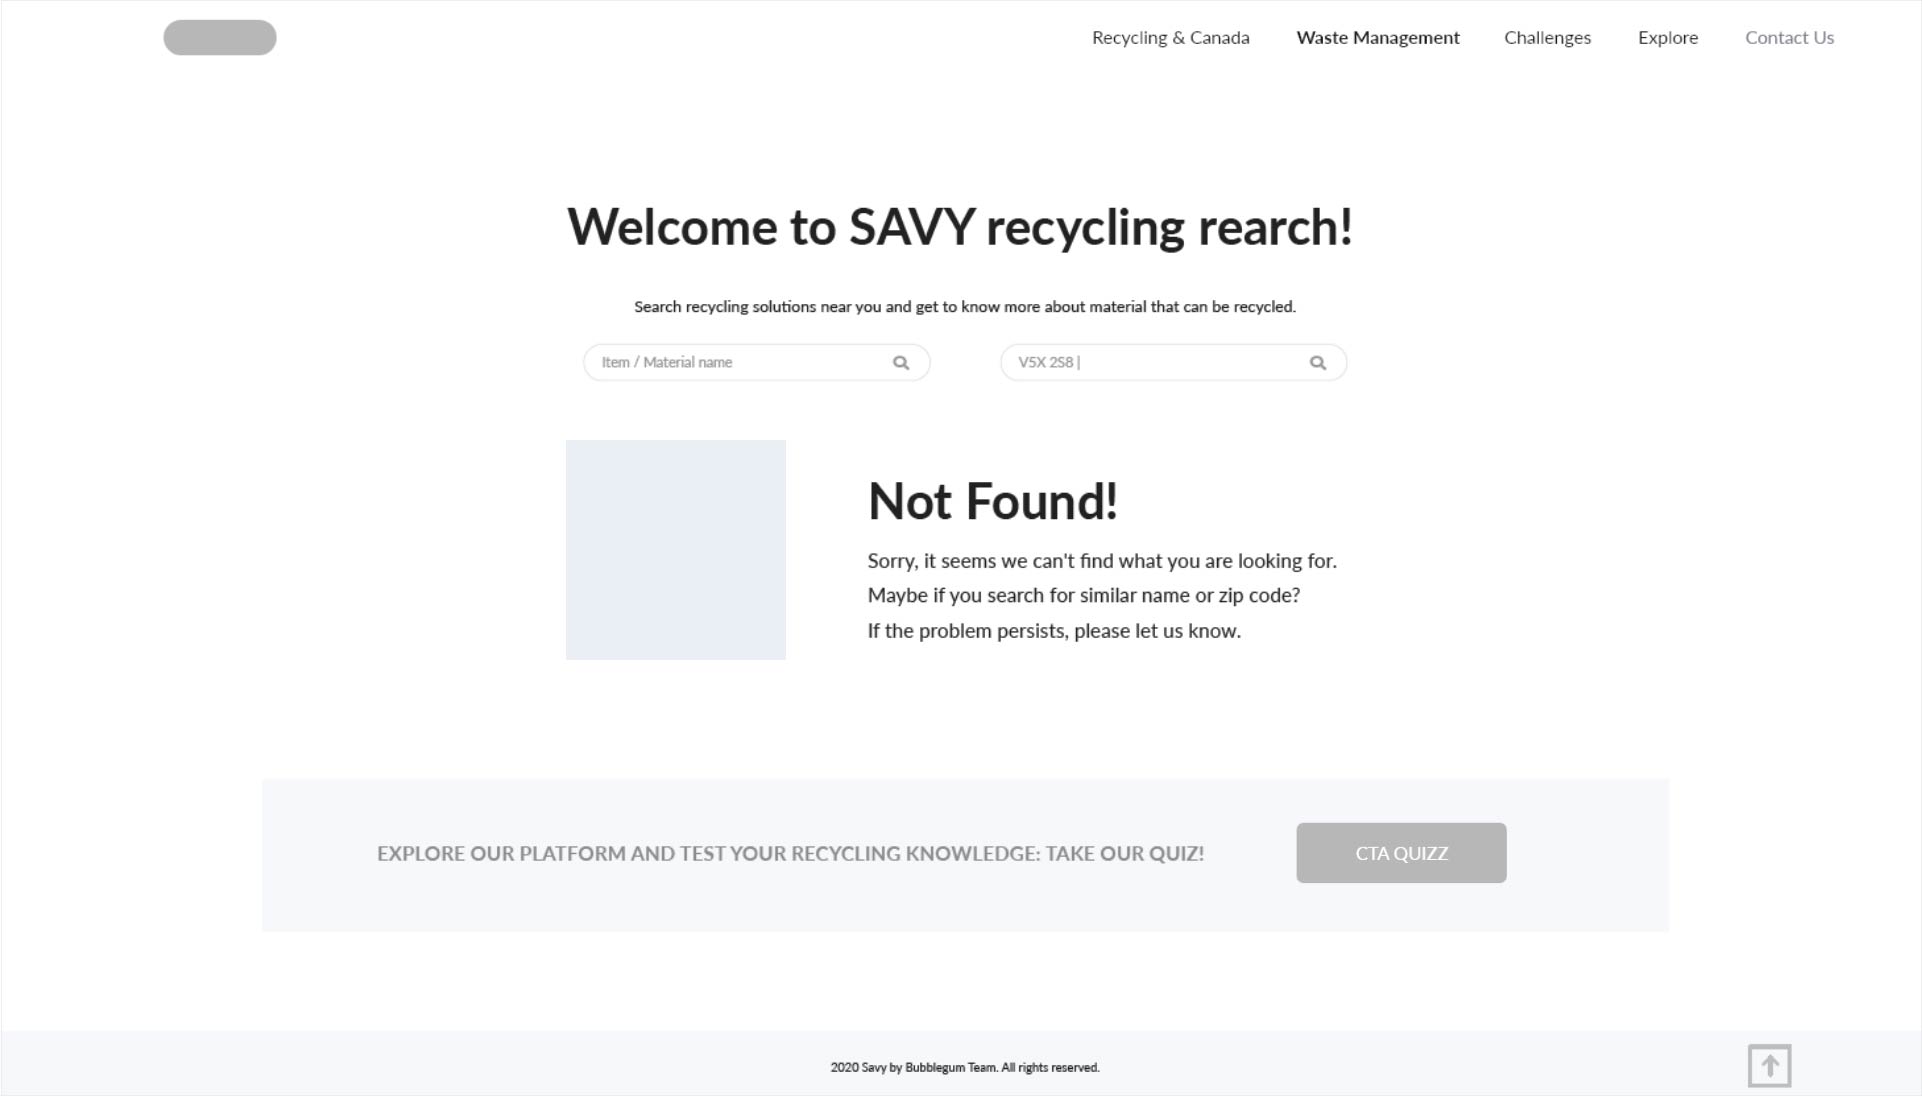 Recycling & Canada
Waste Management
Challenges
Explore
Contact Us
Welcome to SAVY recycling rearch!
Search recycling solutions near you and get to know more about material that can be recycled.
Item / Material name
V5X 2S8 |
Not Found!
Sorry, it seems we can't find what you are looking for.
Maybe if you search for similar name or zip code?
If the problem persists, please let us know.
EXPLORE OUR PLATFORM AND TEST YOUR RECYCLING KNOWLEDGE: TAKE OUR QUIZ!
CTA QUIZZ
2020 Savy by Bubblegum Team. All rights reserved.